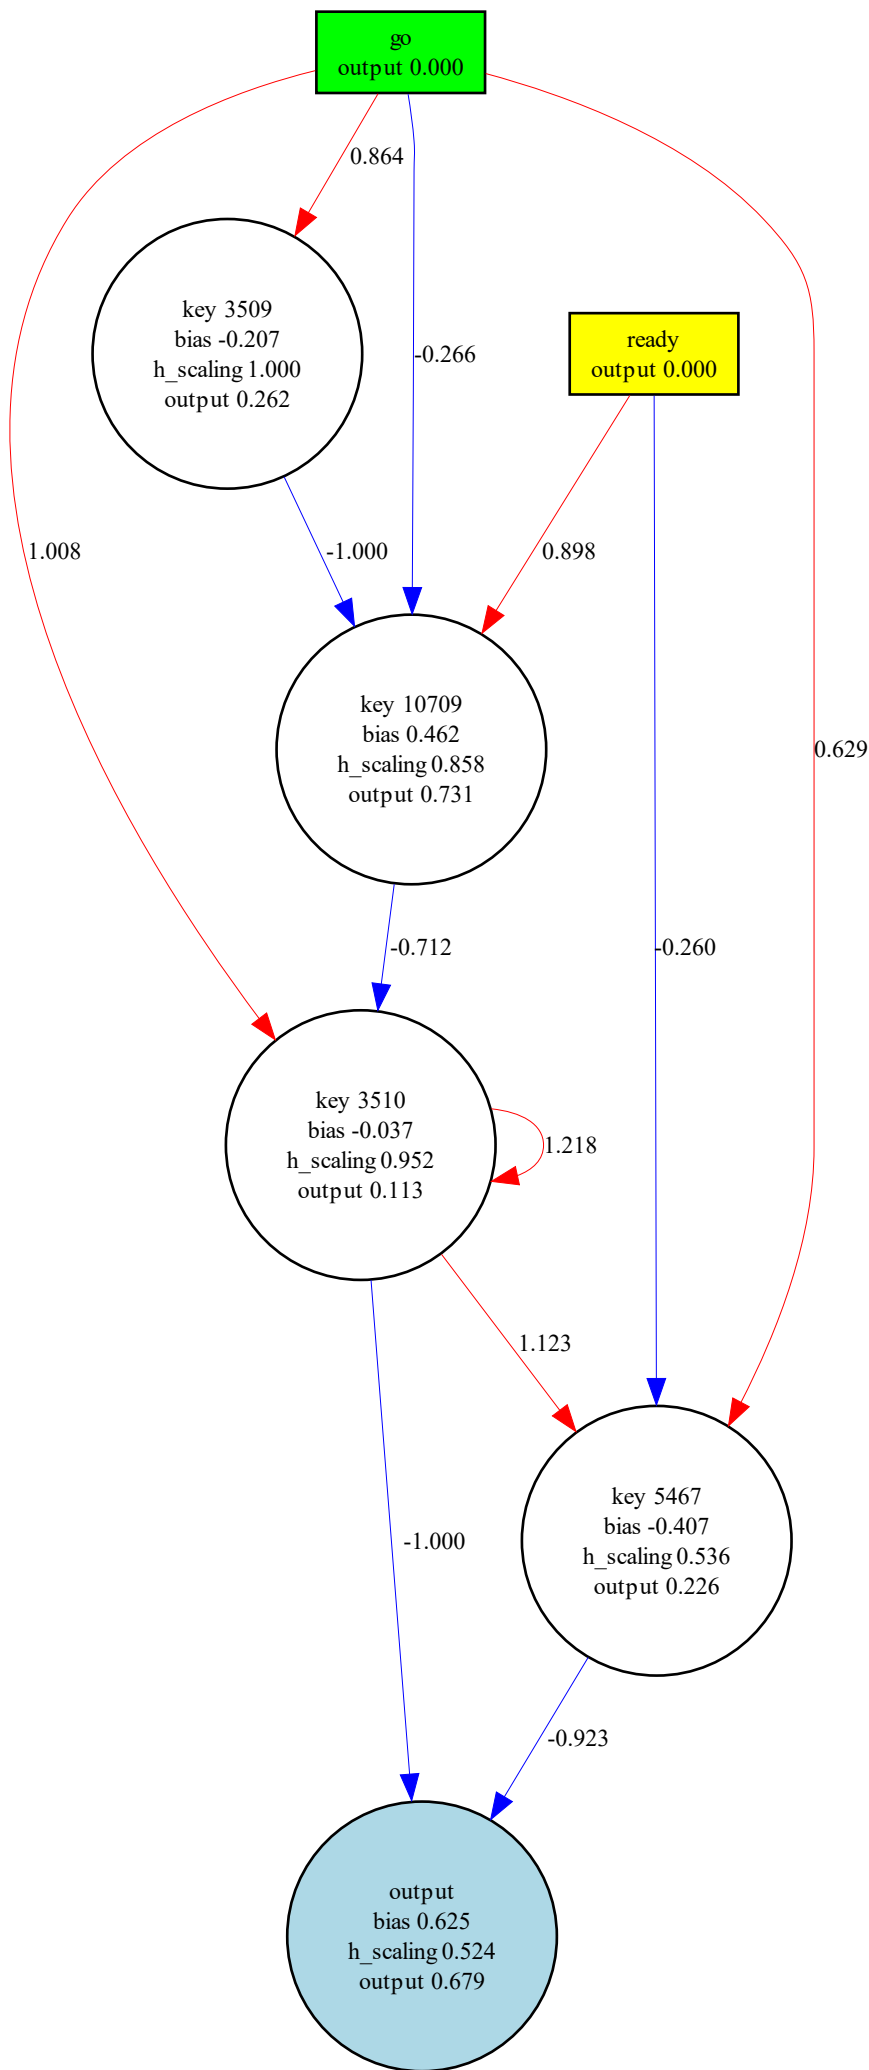 go
output 0.000
0.864
key 3509
bias -0.207
h_scaling 1.000
output 0.262
-0.266
ready
output 0.000
1.008
-1.000
0.898
key 10709
bias 0.462
h_scaling 0.858
output 0.731
0.629
-0.712
-0.260
key 3510
bias -0.037
h_scaling 0.952
output 0.113
1.218
1.123
key 5467
bias -0.407
h_scaling 0.536
output 0.226
-1.000
-0.923
output
bias 0.625
h_scaling 0.524
output 0.679